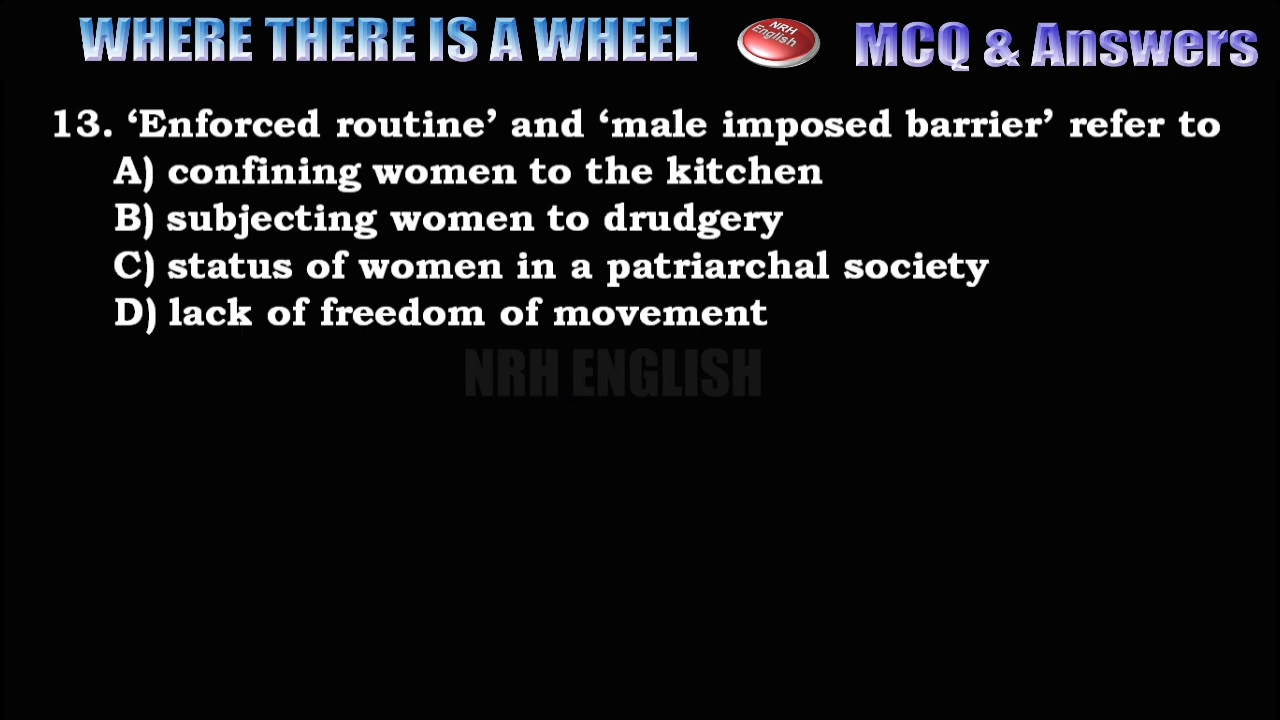 WHERE THERE IS A WHEEL
NRH English
MCQ & Answers
13. ‘Enforced routine’ and ‘male imposed barrier’ refer to
A) confining women to the kitchen
B) subjecting women to drudgery
C) status of women in a patriarchal society
D) lack of freedom of movement
NRH ENGLISH